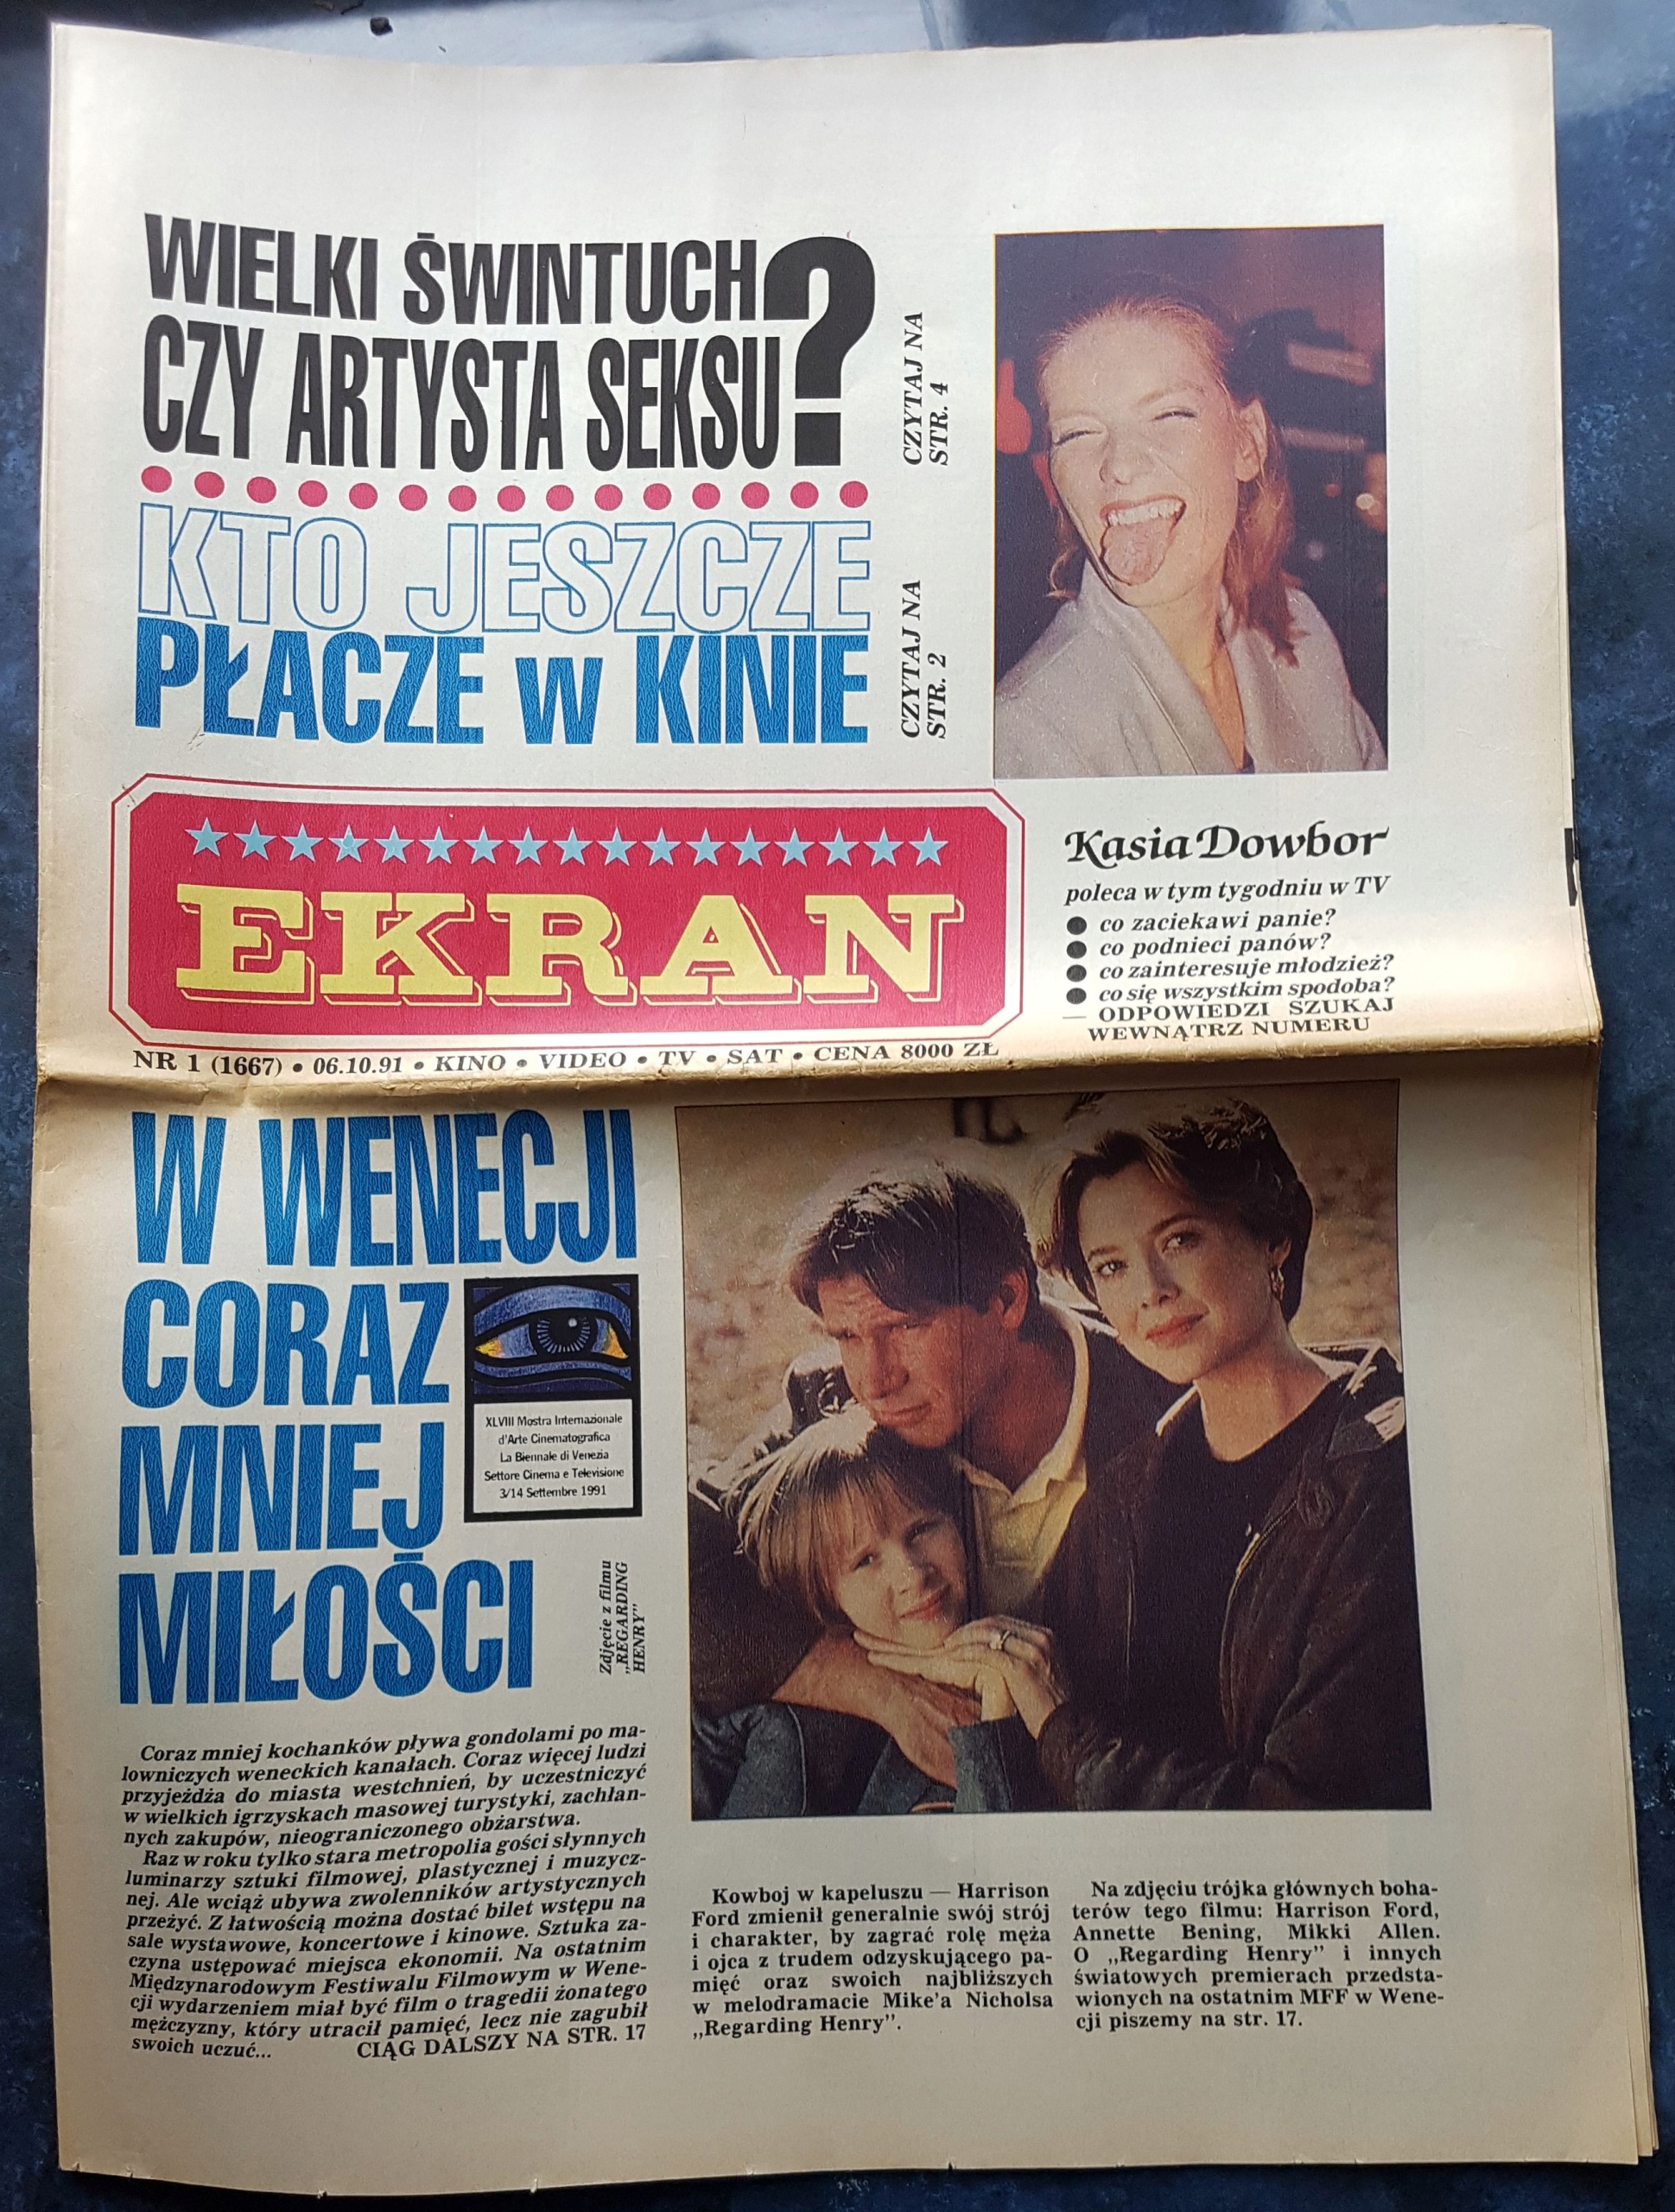 WIELKI ŚWINTUCH
CZY ARTYSTA SEKSU?
CZYTAJ NA
STR. 4
KTO JESZCZE
PŁACZE w KINIE
CZYTAJ NA
STR. 2
EKRAN
NR 1 (1667) • 06.10.91 • KINO • VIDEO • TV • SAT • CENA 8000 ZŁ
Kasia Dowbor
poleca w tym tygodniu w TV
● co zaciekawi panie?
● co podnieci panów?
● co zainteresuje młodzież?
● co się wszystkim spodoba?
— ODPOWIEDZI SZUKAJ
WEWNĄTRZ NUMERU
W WENECJI
CORAZ
MNIEJ
MIŁOŚCI
XLVIII Mostra Internazionale
d'Arte Cinematografica
La Biennale di Venezia
Settore Cinema e Televisione
3/14 Settembre 1991
Zdjęcie z filmu
„REGARDING
HENRY”
Coraz mniej kochanków pływa gondolami po ma-
lowniczych weneckich kanałach. Coraz więcej ludzi
przyjeżdża do miasta westchnień, by uczestniczyć
w wielkich igrzyskach masowej turystyki, zachłan-
nych zakupów, nieograniczonego obżarstwa.
Raz w roku tylko stara metropolia gości słynnych
luminarzy sztuki filmowej, plastycznej i muzycz-
nej. Ale wciąż ubywa zwolenników artystycznych
przeżyć. Z łatwością można dostać bilet wstępu na
sale wystawowe, koncertowe i kinowe. Sztuka za-
czyna ustępować miejsca ekonomii. Na ostatnim
Międzynarodowym Festiwalu Filmowym w Wene-
cji wydarzeniem miał być film o tragedii żonatego
mężczyzny, który utracił pamięć, lecz nie zagubił
swoich uczuć... CIĄG DALSZY NA STR. 17
Kowboj w kapeluszu — Harrison
Ford zmienił generalnie swój strój
i charakter, by zagrać rolę męża
i ojca z trudem odzyskującego pa-
mięć oraz swoich najbliższych
w melodramacie Mike'a Nicholsa
„Regarding Henry”.
Na zdjęciu trójka głównych boha-
terów tego filmu: Harrison Ford,
Annette Bening, Mikki Allen.
O „Regarding Henry” i innych
światowych premierach przedsta-
wionych na ostatnim MFF w Wene-
cji piszemy na str. 17.